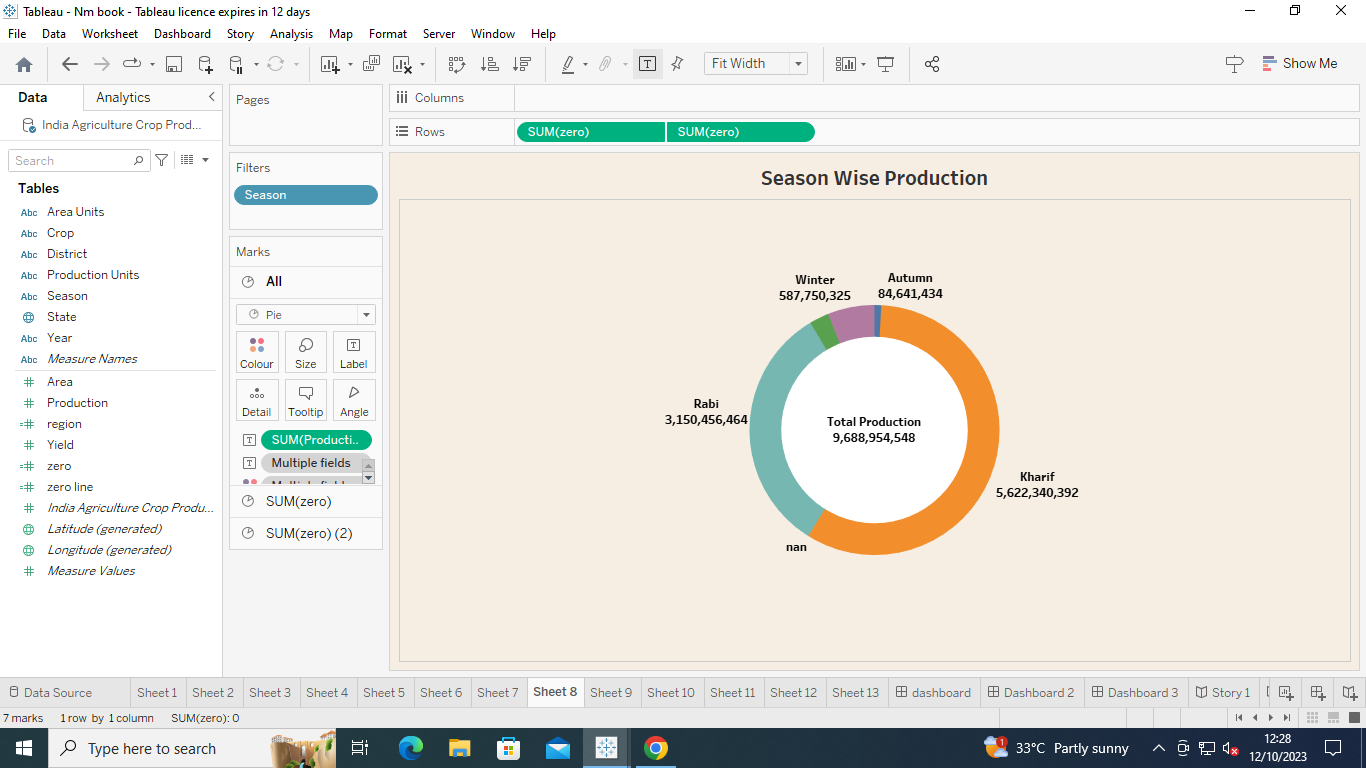 Tableau - Nm book - Tableau licence expires in 12 days
File Data Worksheet Dashboard Story Analysis Map Format Server Window Help
Fit Width
Show Me
Data Analytics
India Agriculture Crop Prod...
Search
Tables
Abc Area Units
Abc Crop
Abc District
Abc Production Units
Abc Season
State
Abc Year
Abc Measure Names
# Area
# Production
=# region
# Yield
=# zero
=# zero line
# India Agriculture Crop Produ...
Latitude (generated)
Longitude (generated)
# Measure Values
Pages
Filters
Season
Marks
All
Pie
Colour Size Label
Detail Tooltip Angle
SUM(Producti..
Multiple fields
SUM(zero)
SUM(zero) (2)
Columns
Rows SUM(zero) SUM(zero)
Season Wise Production
Winter
587,750,325
Autumn
84,641,434
Rabi
3,150,456,464
Total Production
9,688,954,548
Kharif
5,622,340,392
nan
Data Source Sheet 1 Sheet 2 Sheet 3 Sheet 4 Sheet 5 Sheet 6 Sheet 7 Sheet 8 Sheet 9 Sheet 10 Sheet 11 Sheet 12 Sheet 13 dashboard Dashboard 2 Dashboard 3 Story 1
7 marks 1 row by 1 column SUM(zero): 0
Type here to search
1 33°C Partly sunny
12:28
12/10/2023